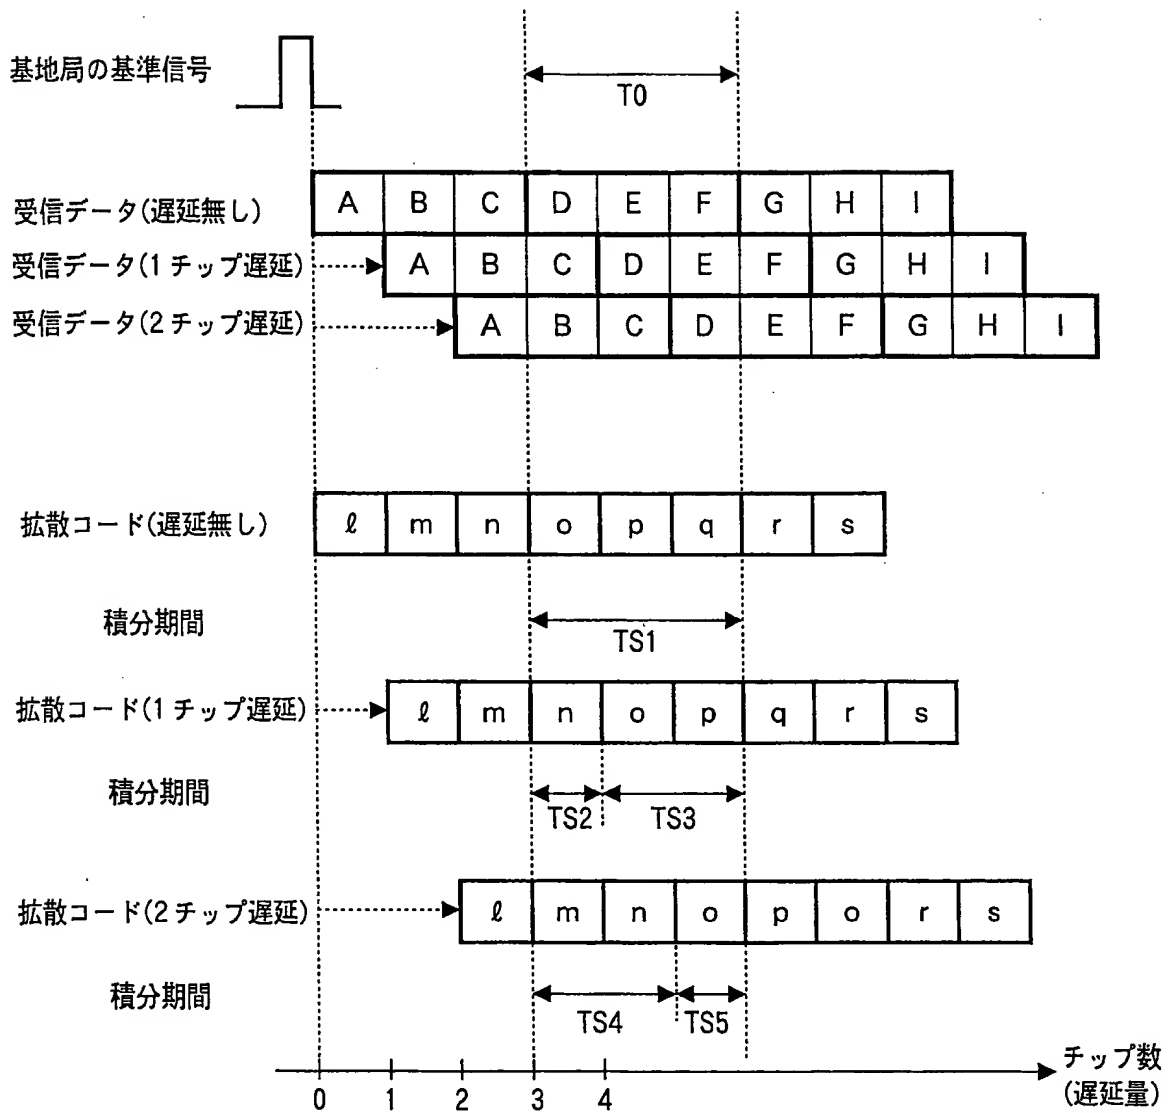 基地局の基準信号
T0
受信データ(遅延無し)
A B C D E F G H I
受信データ(1チップ遅延)
A B C D E F G H I
受信データ(2チップ遅延)
A B C D E F G H I
拡散コード(遅延無し)
ℓ m n o p q r s
積分期間
TS1
拡散コード(1チップ遅延)
ℓ m n o p q r s
積分期間
TS2 TS3
拡散コード(2チップ遅延)
ℓ m n o p o r s
積分期間
TS4 TS5
チップ数
(遅延量)
0 1 2 3 4